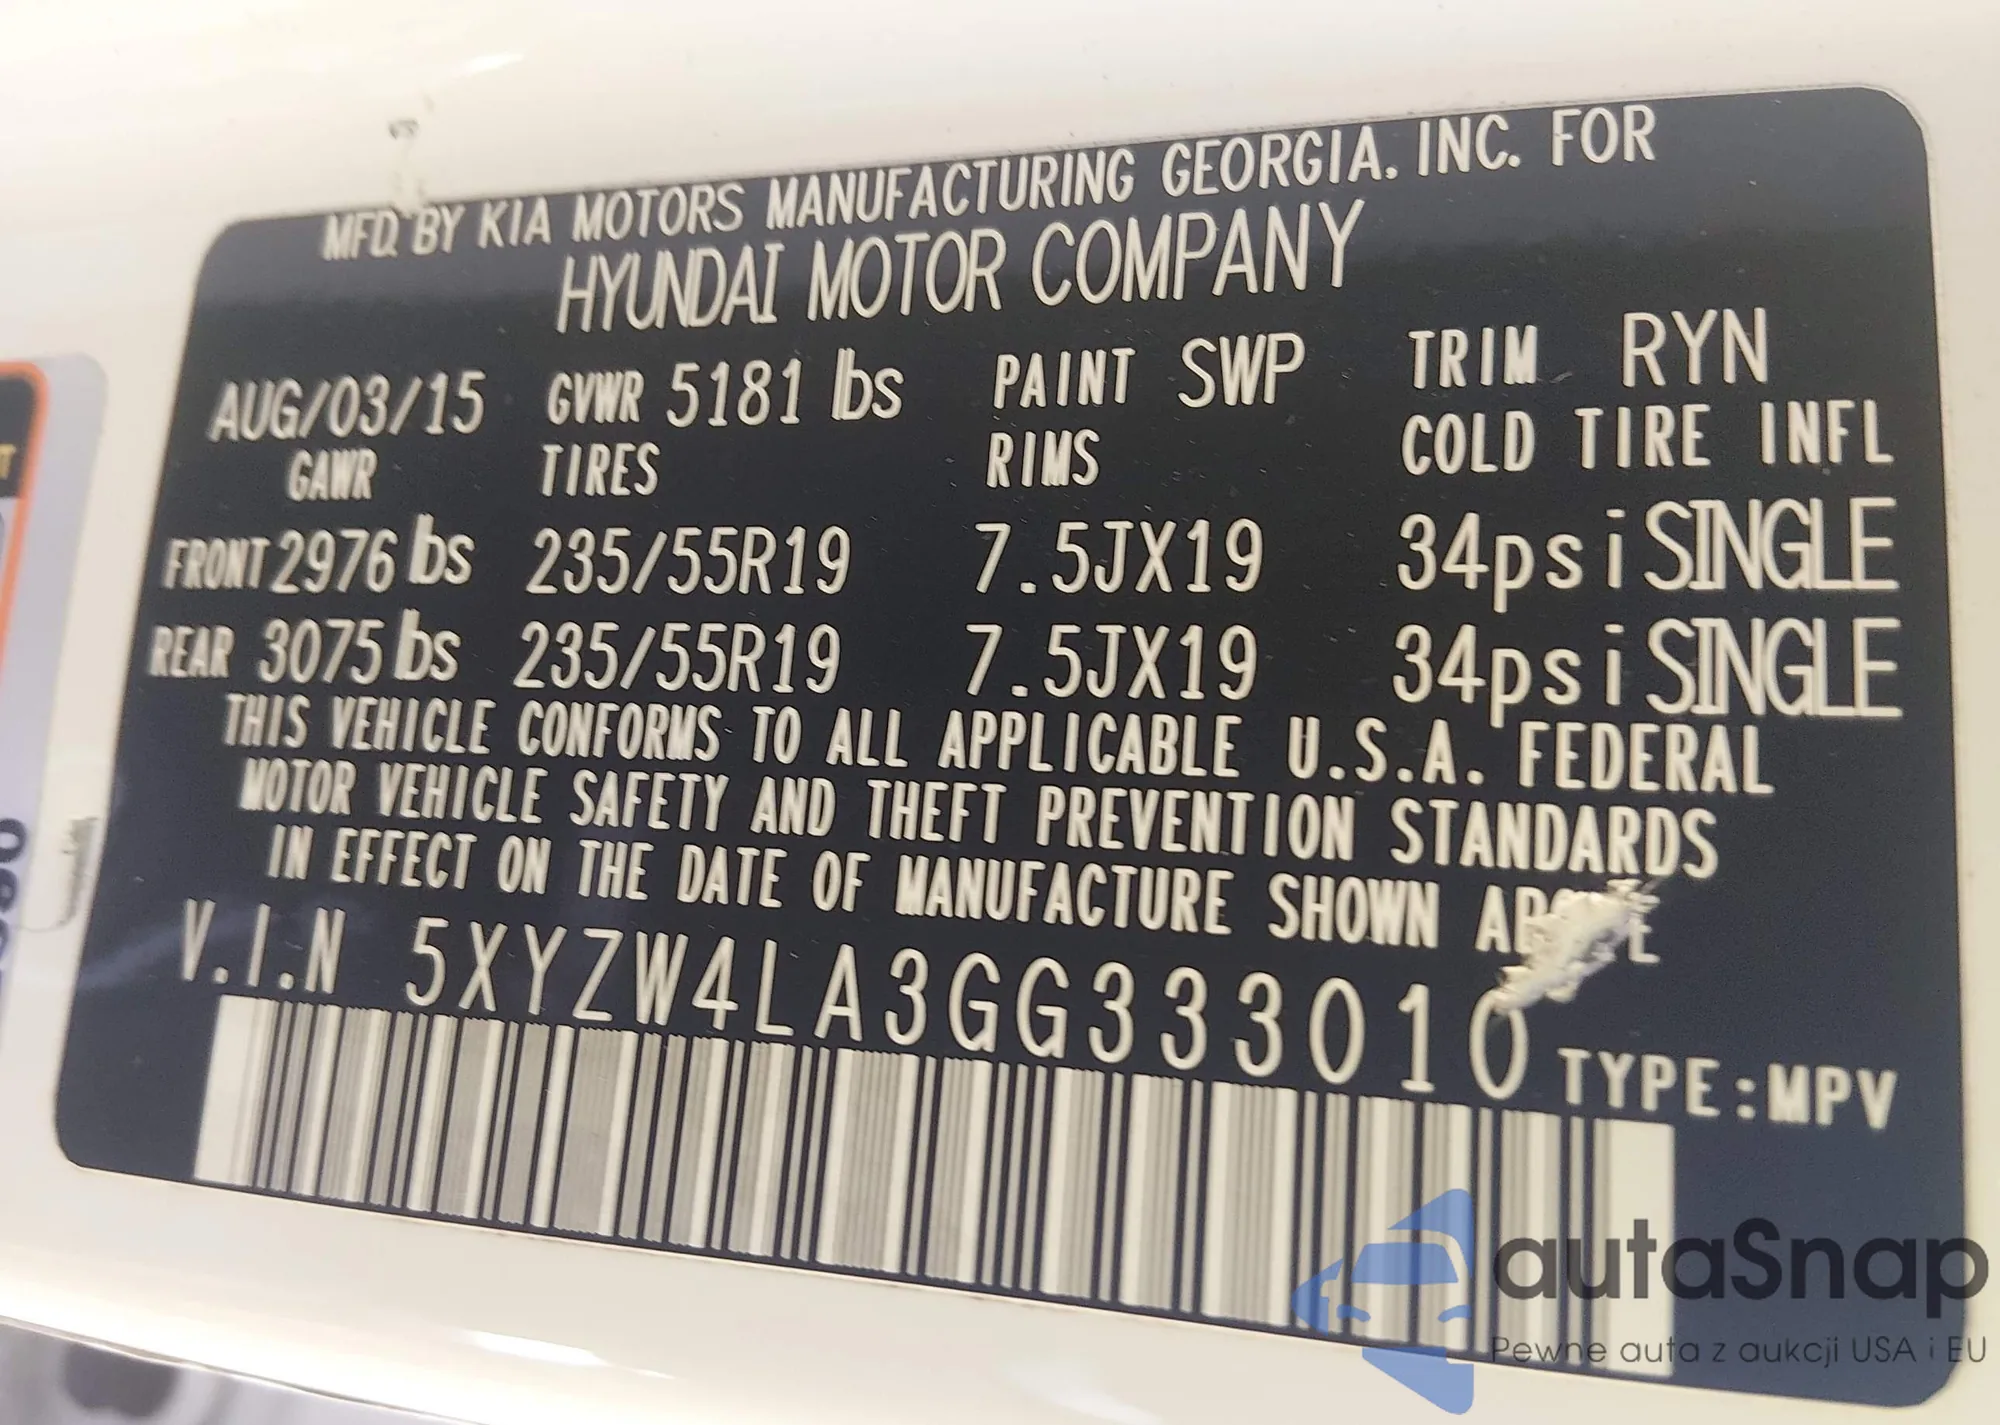 MFD. BY KIA MOTORS MANUFACTURING GEORGIA. INC. FOR
HYUNDAI MOTOR COMPANY
AUG/03/15 GVWR 5181 lbs PAINT SWP TRIM RYN
GAWR TIRES RIMS COLD TIRE INFL
FRONT 2976 lbs 235/55R19 7.5JX19 34psi SINGLE
REAR 3075 lbs 235/55R19 7.5JX19 34psi SINGLE
THIS VEHICLE CONFORMS TO ALL APPLICABLE U.S.A. FEDERAL
MOTOR VEHICLE SAFETY AND THEFT PREVENTION STANDARDS
IN EFFECT ON THE DATE OF MANUFACTURE SHOWN ABOVE
V.I.N 5XYZW4LA3GG333010 TYPE:MPV
autaSnap
Pewne auta z aukcji USA i EU